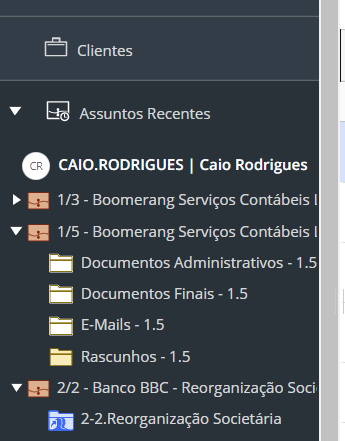 Clientes
Assuntos Recentes
CR CAIO.RODRIGUES | Caio Rodrigues
1/3 - Boomerang Serviços Contábeis L
1/5 - Boomerang Serviços Contábeis L
Documentos Administrativos - 1.5
Documentos Finais - 1.5
E-Mails - 1.5
Rascunhos - 1.5
2/2 - Banco BBC - Reorganização Soci
2-2.Reorganização Societária